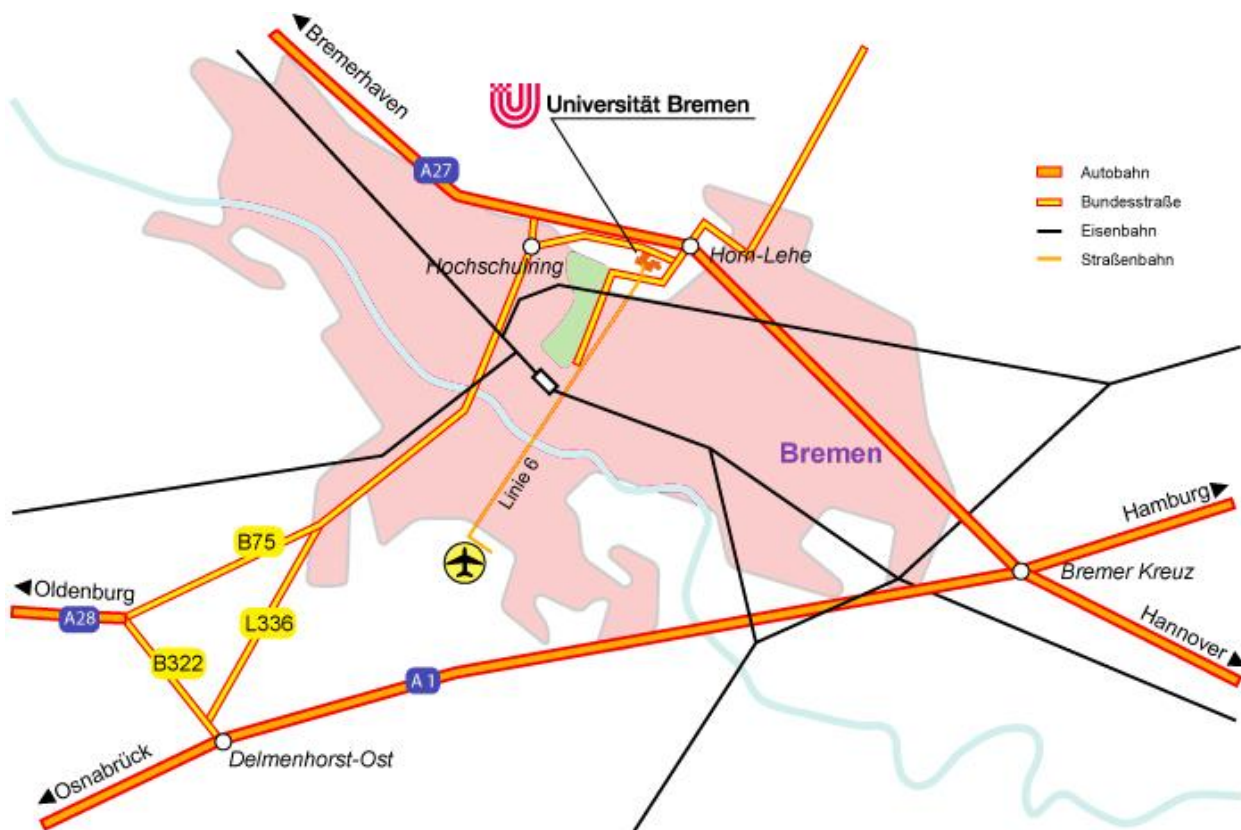 Bremerhaven
Universität Bremen
A27
Autobahn
Bundesstraße
Eisenbahn
Straßenbahn
Hochschulring
Horn-Lehe
Bremen
Linie 6
Hamburg
B75
Bremer Kreuz
Oldenburg
A28
L336
Hannover
B322
A 1
Delmenhorst-Ost
Osnabrück